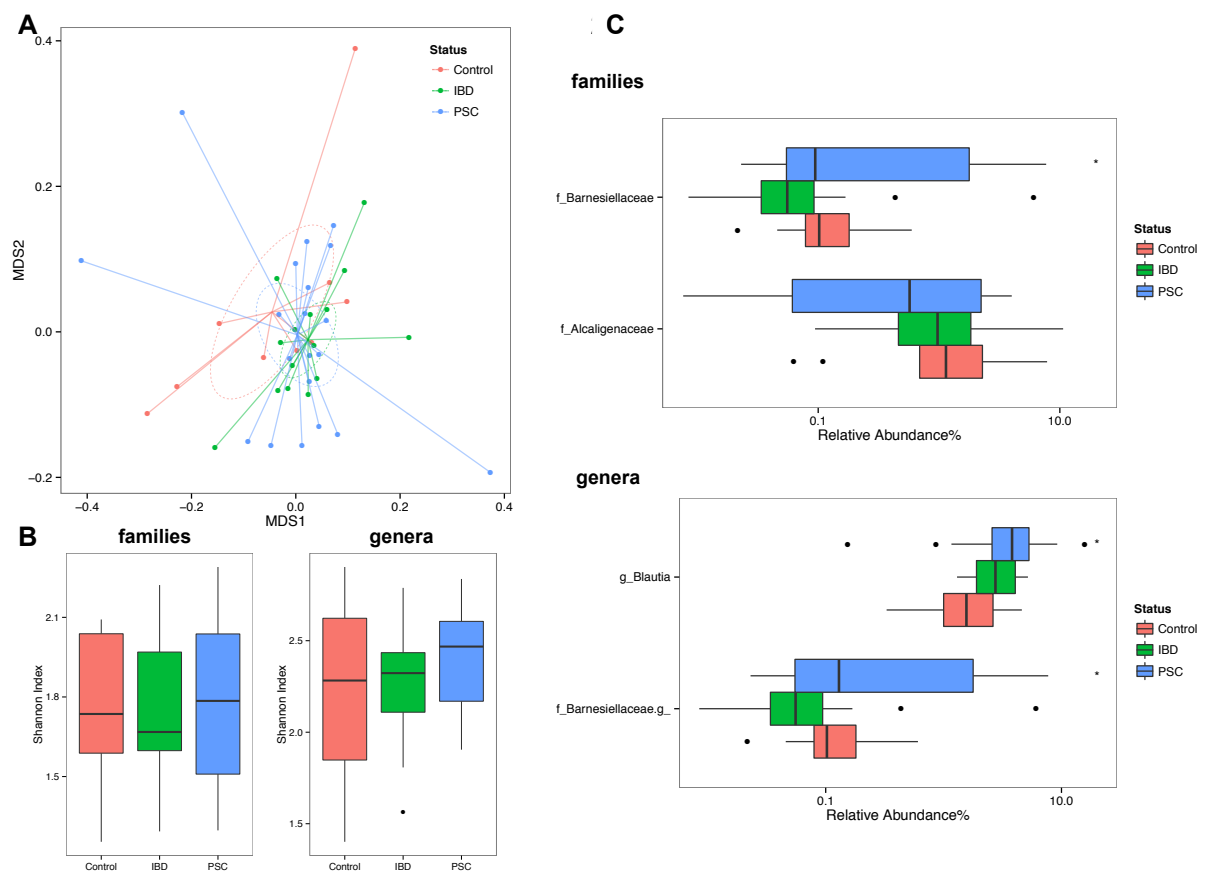 A
C
Status
Control
IBD
PSC
0.4
0.2
0.0
−0.2
MDS2
−0.4
−0.2
0.0
0.2
0.4
MDS1
families
f_Barnesiellaceae
f_Alcaligenaceae
*
0.1
10.0
Relative Abundance%
Status
Control
IBD
PSC
genera
g_Blautia
f_Barnesiellaceae.g_
*
*
0.1
10.0
Relative Abundance%
Status
Control
IBD
PSC
B
families
genera
2.1
1.8
1.5
Shannon Index
Control
IBD
PSC
2.5
2.0
1.5
Shannon Index
Control
IBD
PSC